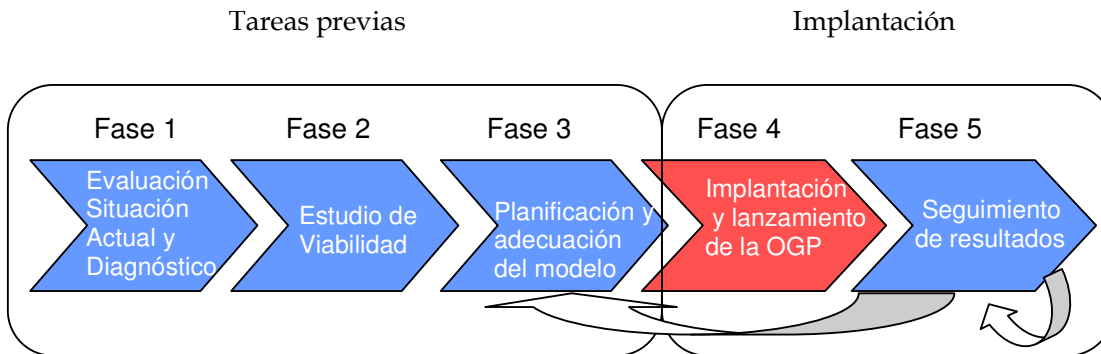 Tareas previas
Implantación
Fase 1
Fase 2
Fase 3
Fase 4
Fase 5
Evaluación
Situación
Actual y
Diagnóstico
Estudio de
Viabilidad
Planificación y
adecuación
del modelo
Implantación
y lanzamiento
de la OGP
Seguimiento
de resultados